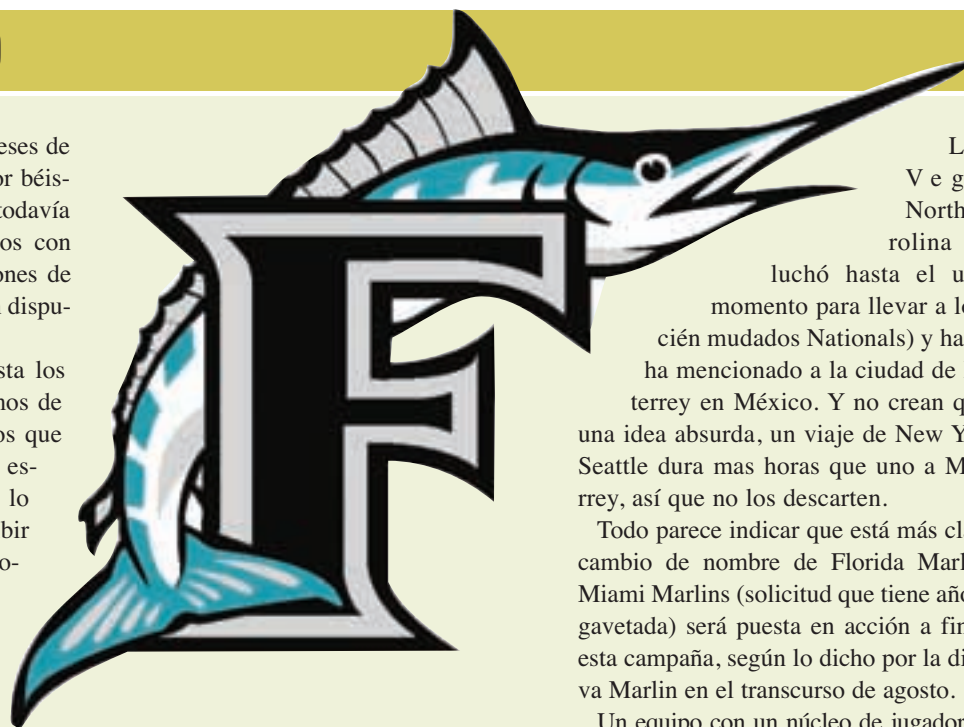 eses de
or béis-
todavía
os con
ones de
n dispu-
sta los
nos de
os que
es-
lo
bir
o-
F
L
V e g
North
rolina
luchó hasta el u
momento para llevar a lo
cién mudados Nationals) y ha
ha mencionado a la ciudad de
terrey en México. Y no crean q
una idea absurda, un viaje de New Y
Seattle dura mas horas que uno a M
rrey, así que no los descarten.
Todo parece indicar que está más cl
cambio de nombre de Florida Marl
Miami Marlins (solicitud que tiene año
gavetada) será puesta en acción a fin
esta campaña, según lo dicho por la di
va Marlin en el transcurso de agosto.
Un equipo con un núcleo de jugador